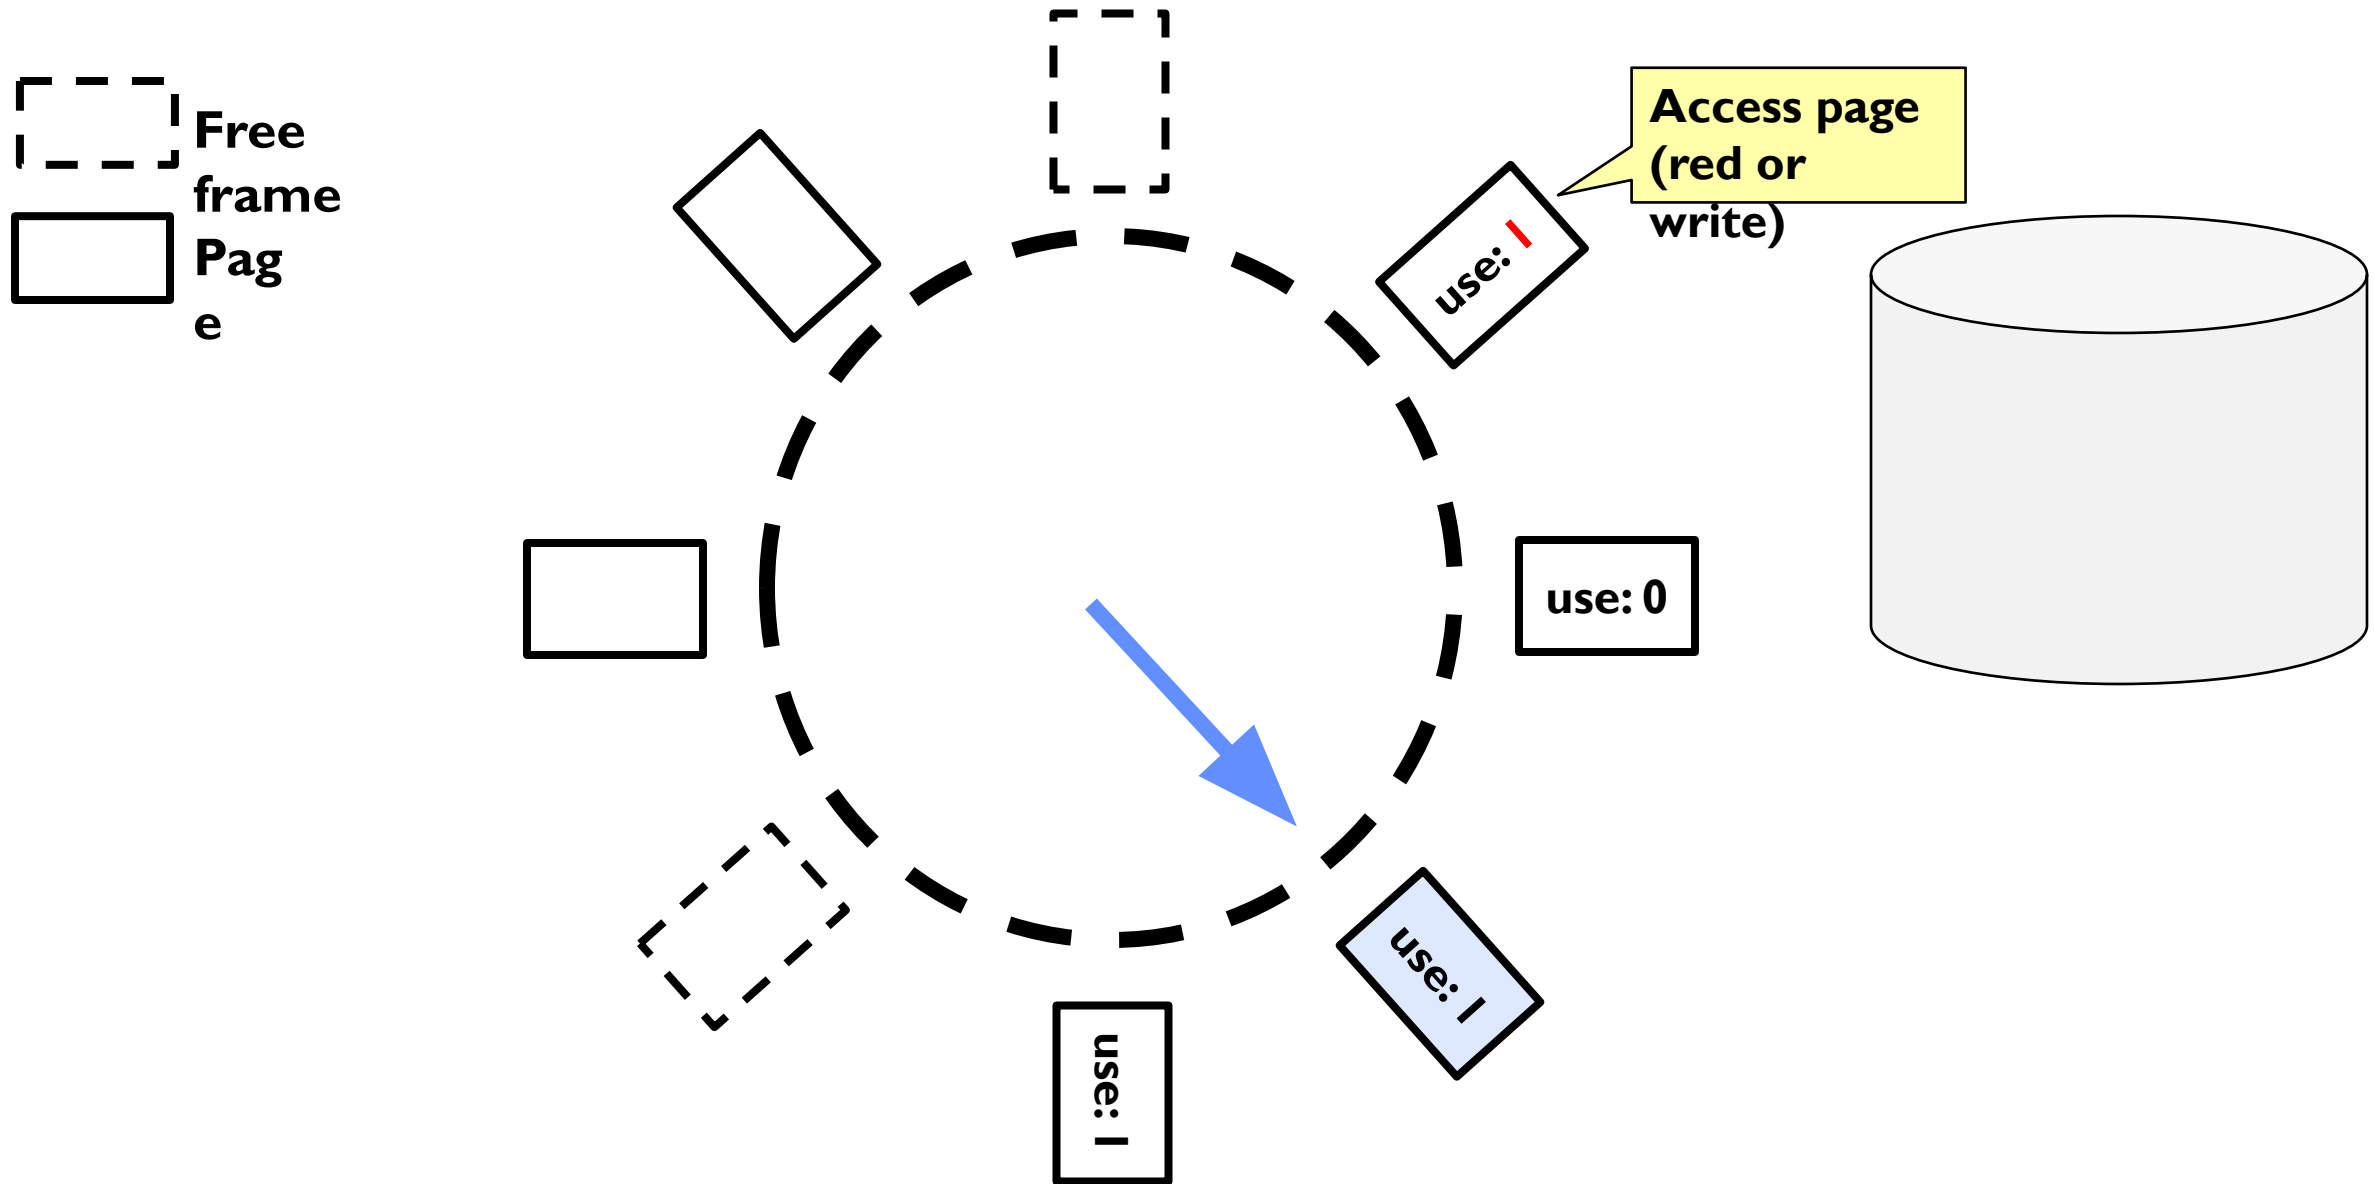 Free
frame
Pag
e
Access page
(red or
write)
use: 1
use: 0
use: 1
use: 1